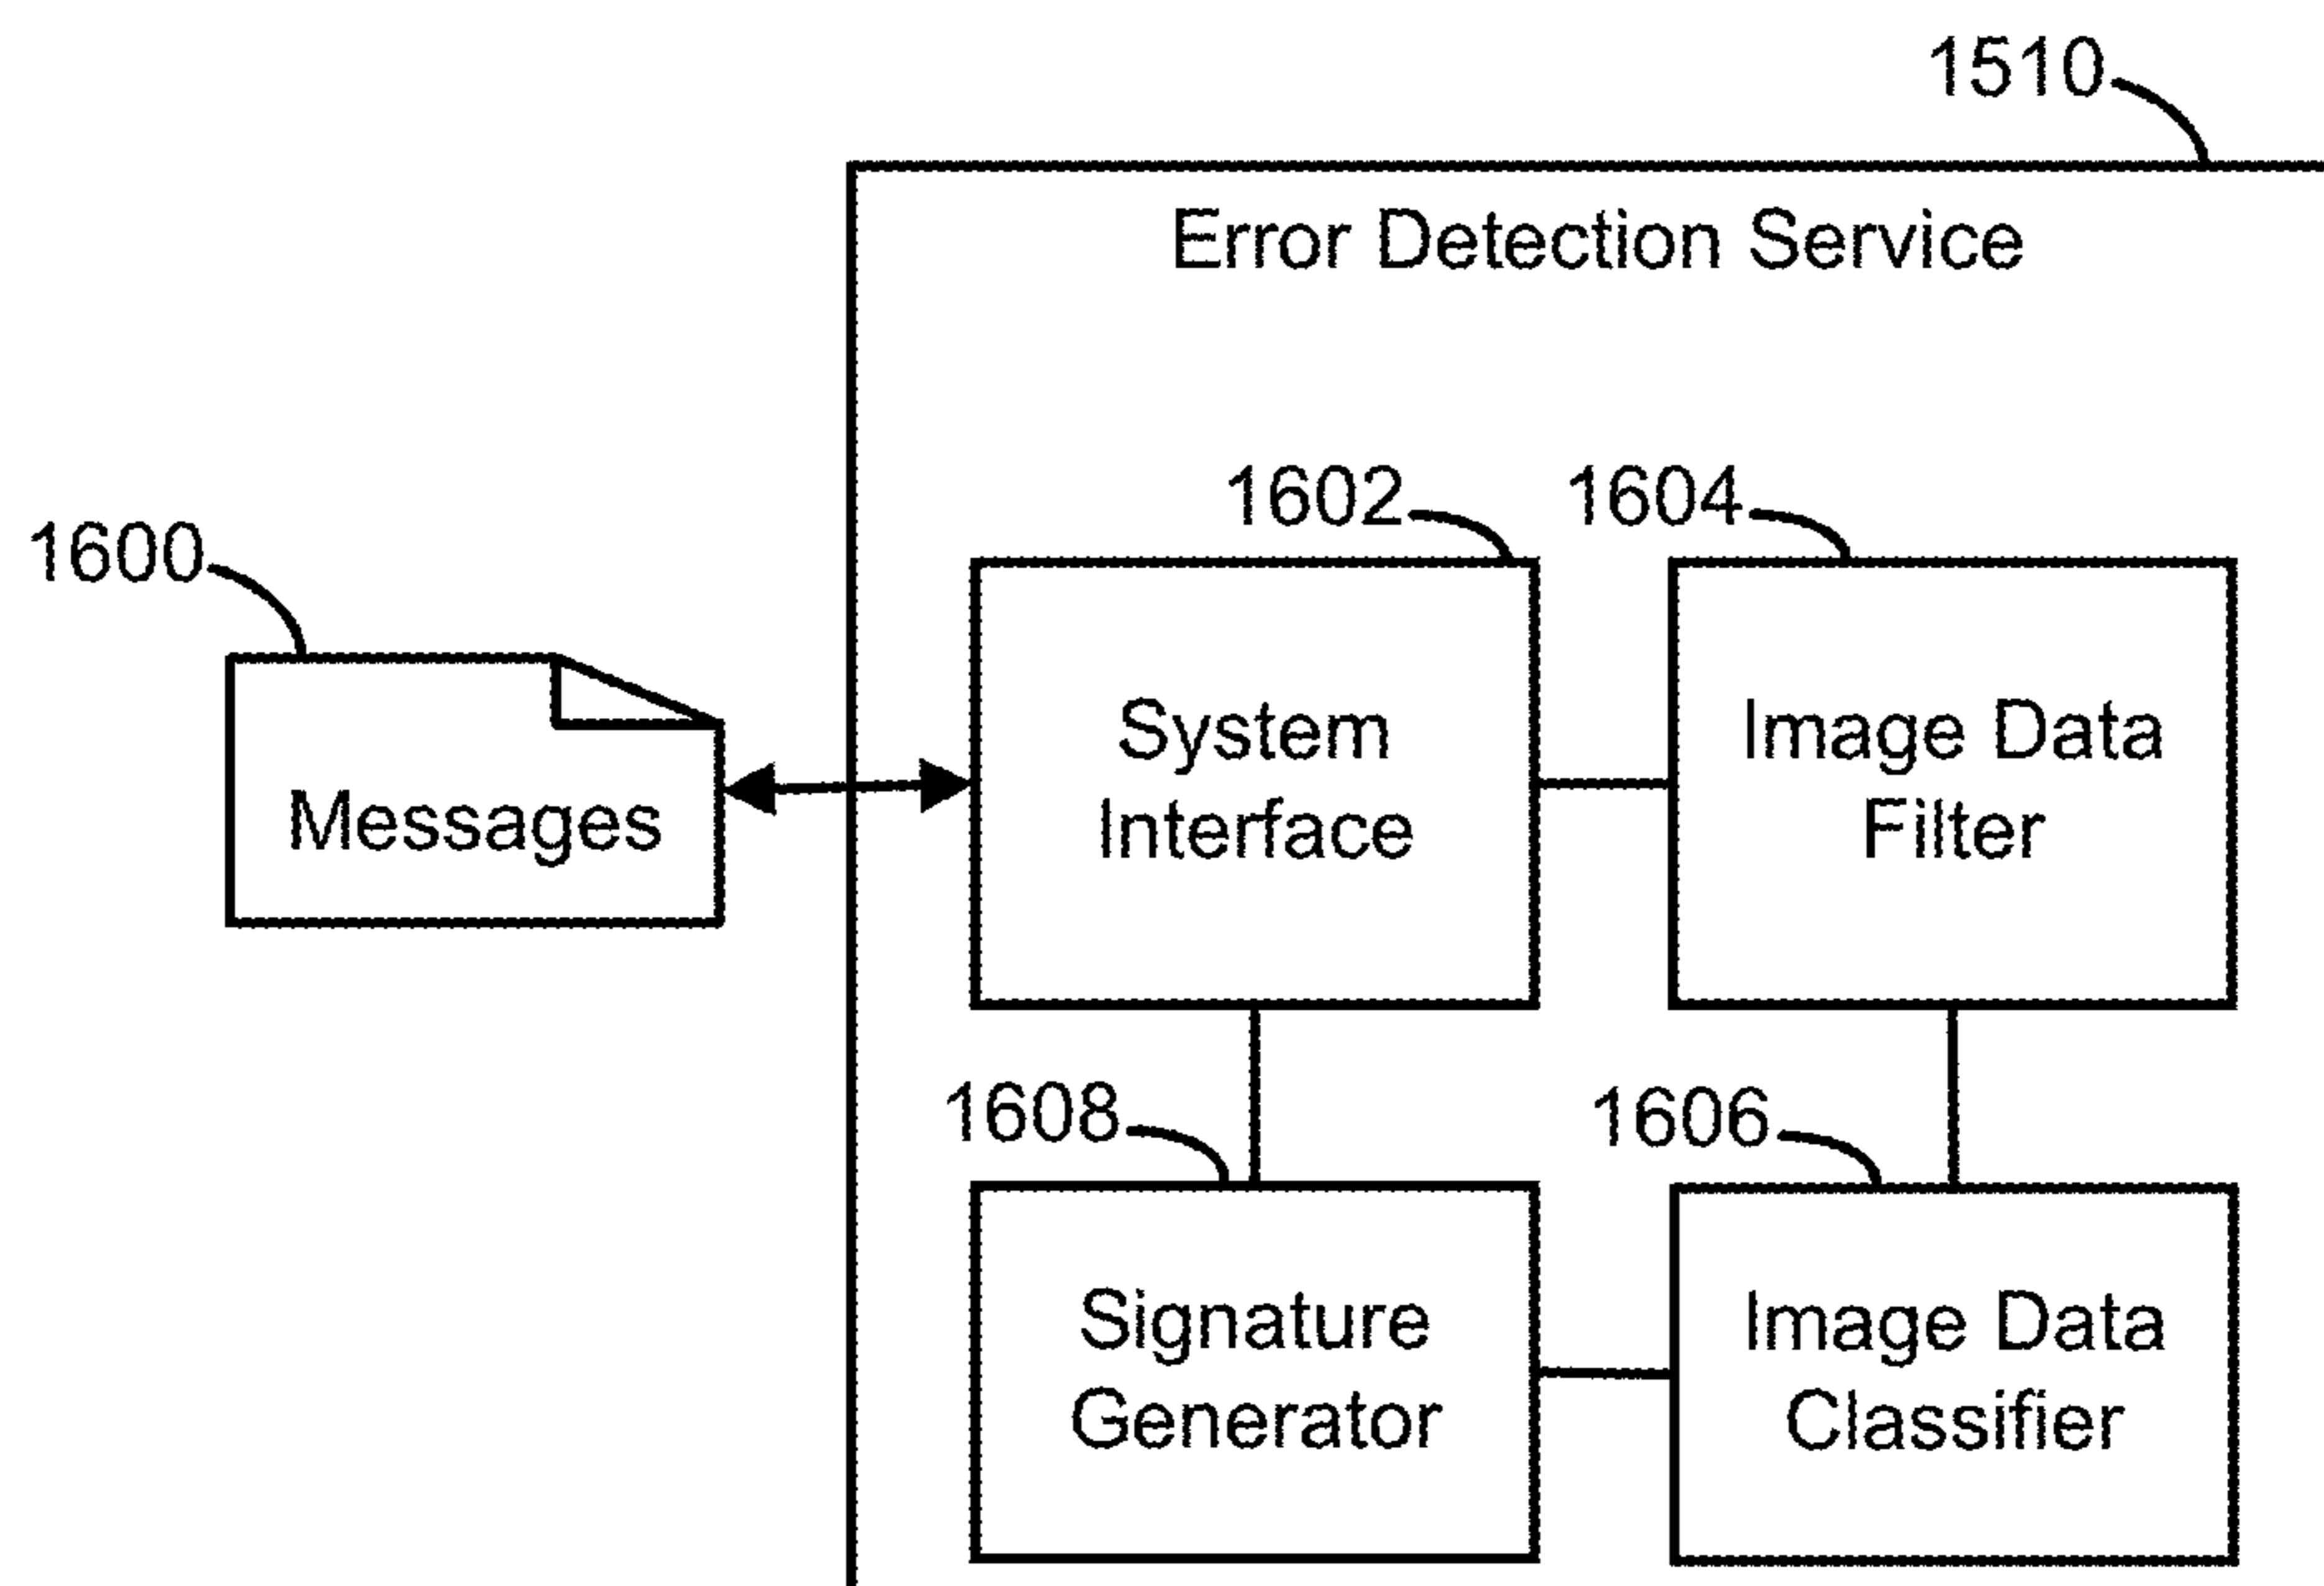 1510
Error Detection Service
1602
1604
1600
System
Interface
Image Data
Filter
Messages
1608
1606
Signature
Generator
Image Data
Classifier